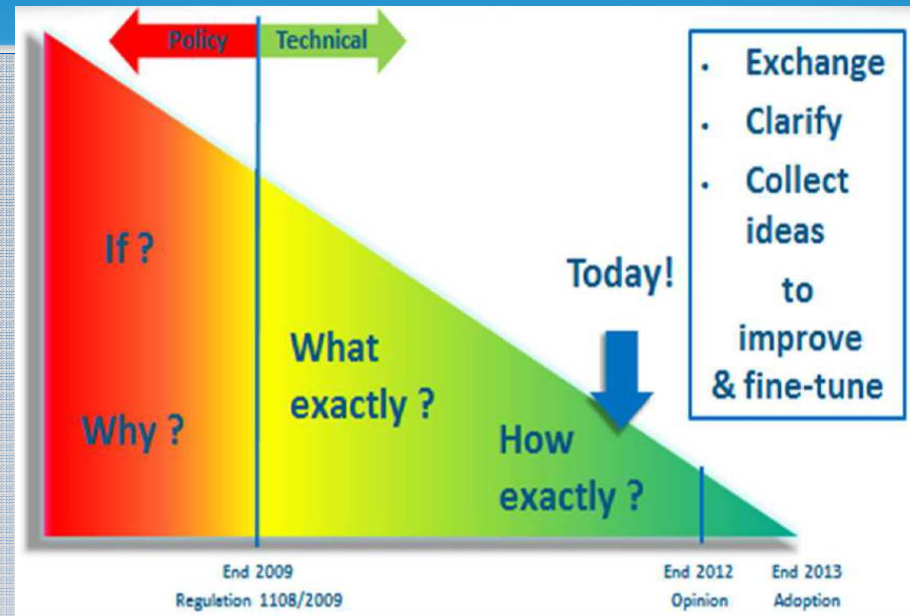 Policy
Technical
If ?
Why ?
What
exactly ?
How
exactly ?
Today!
· Exchange
· Clarify
· Collect
ideas
to
improve
& fine-tune
End 2009
Regulation 1108/2009
End 2012
Opinion
End 2013
Adoption